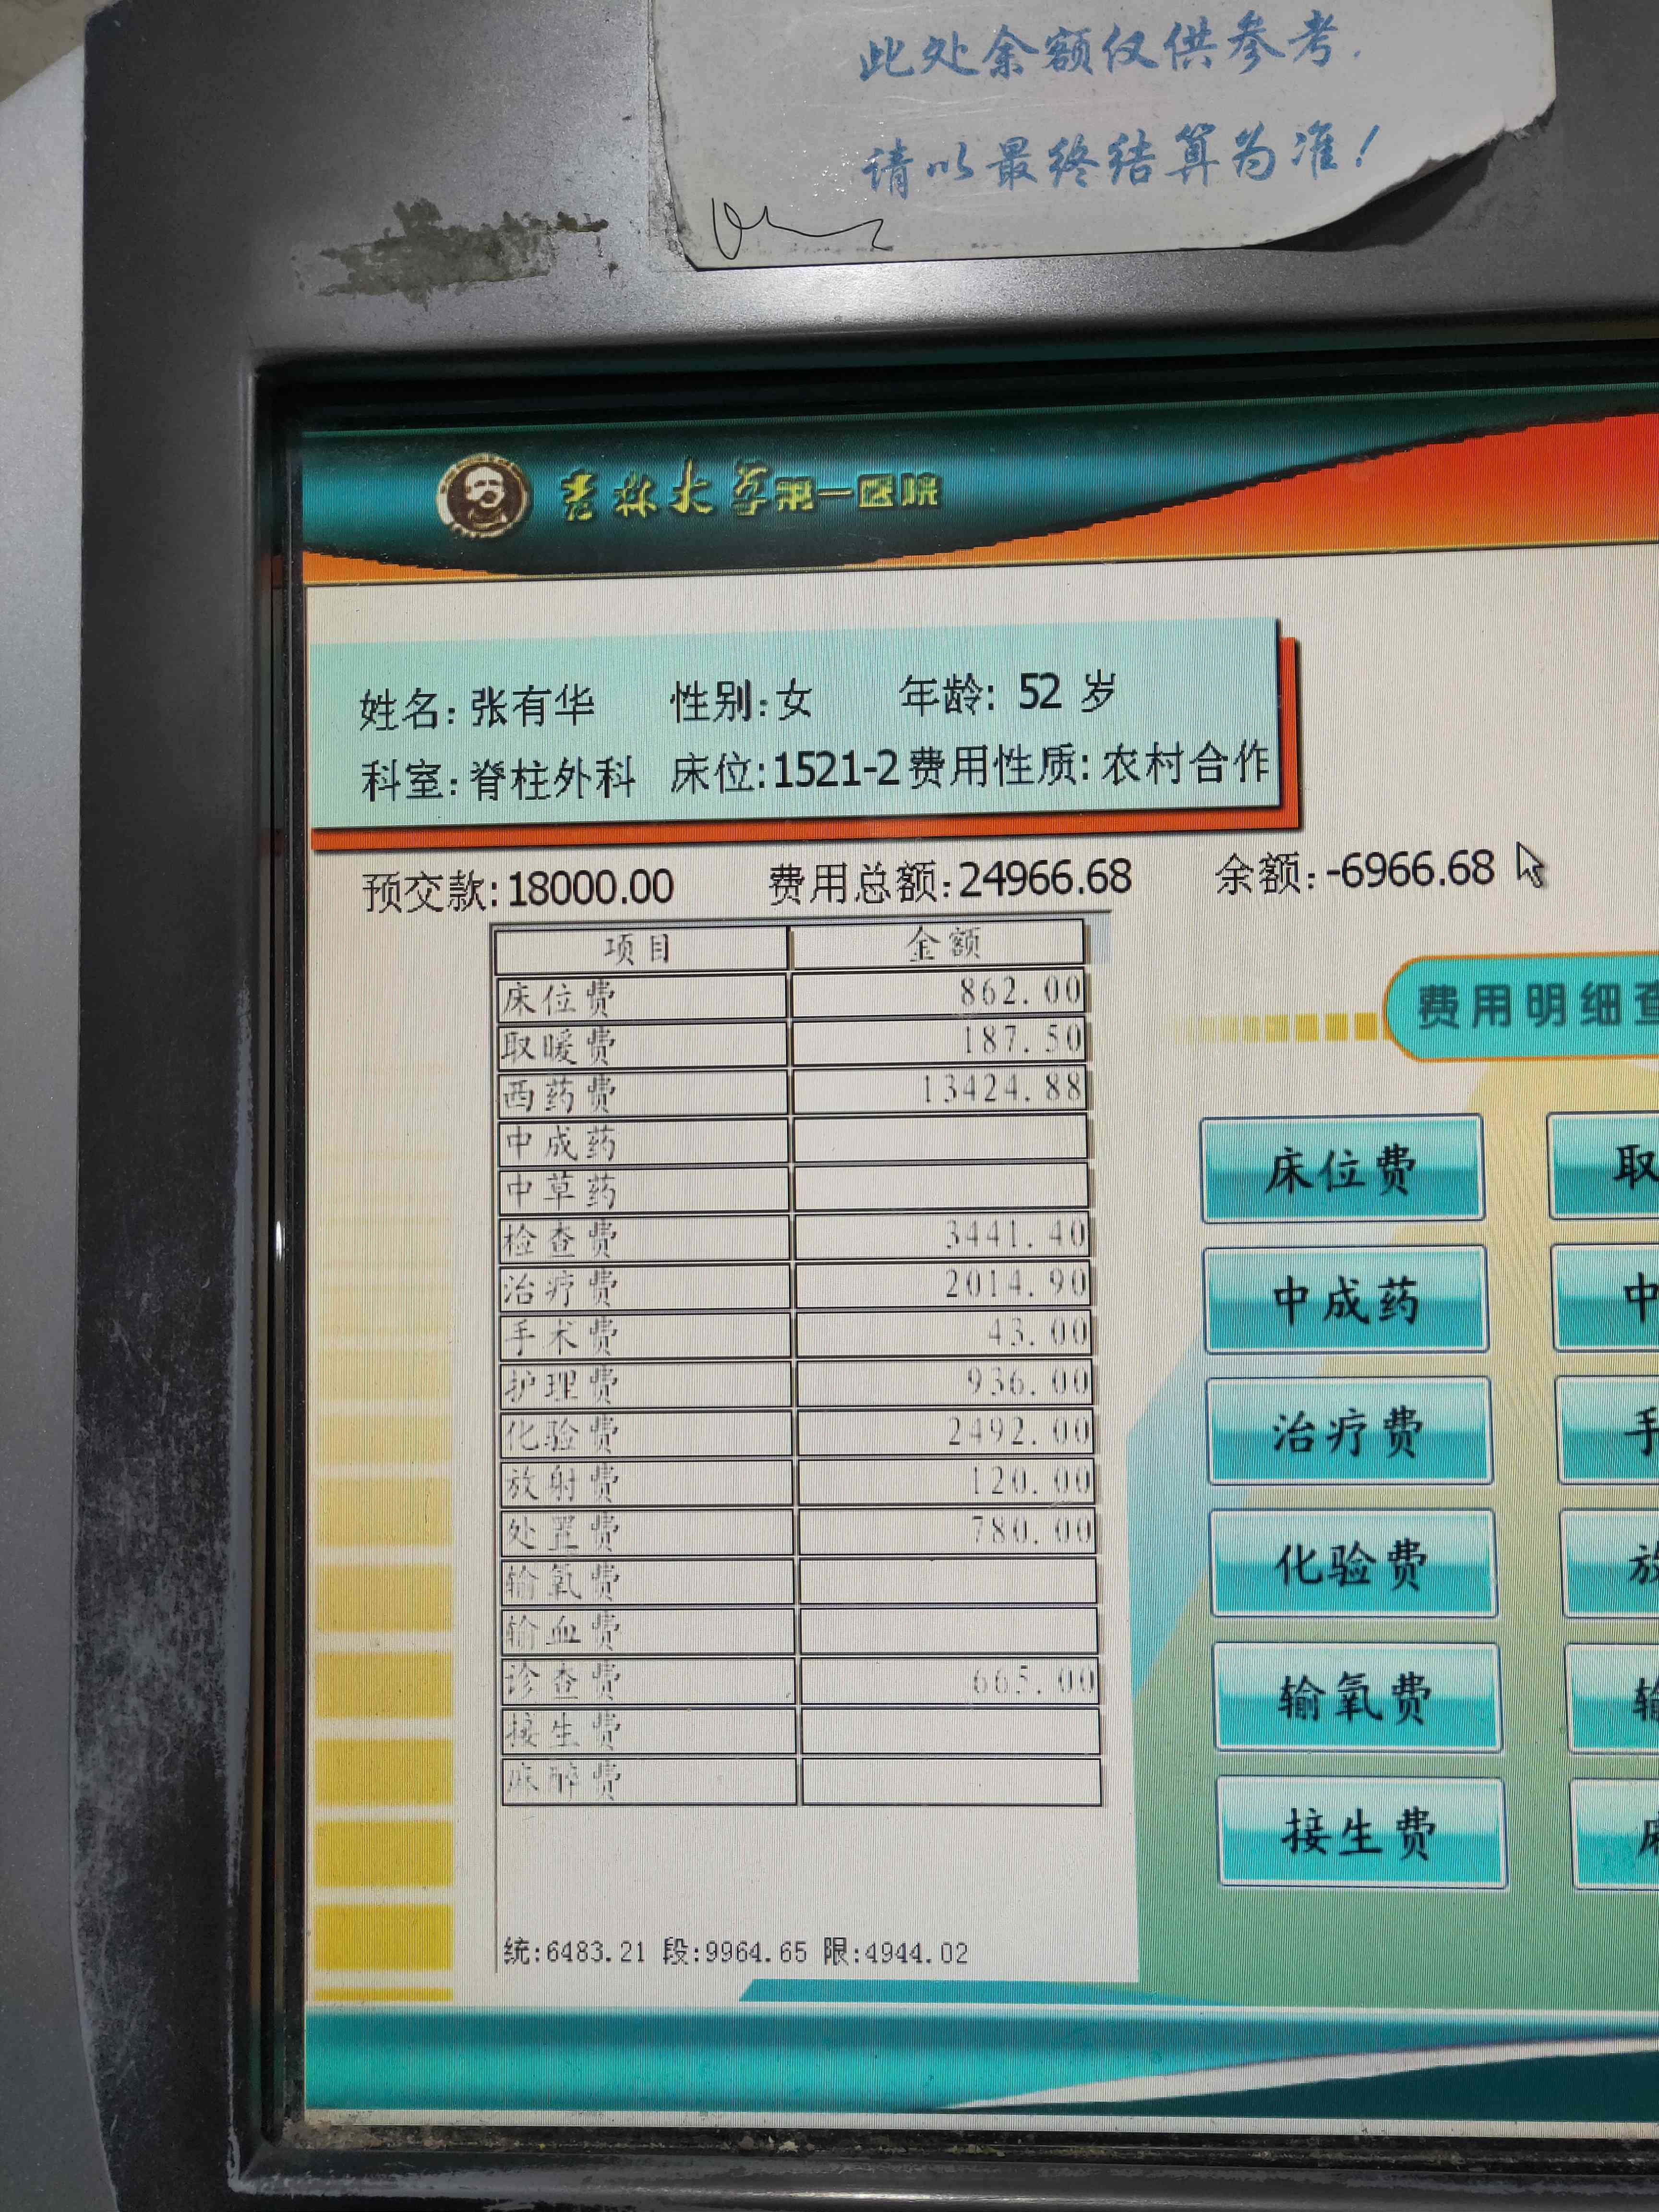 此处余额仅供参考.
请以最终结算为准!
吉林大学第一医院
姓名:张有华 性别:女 年龄: 52 岁
科室:脊柱外科 床位:1521-2 费用性质:农村合作
预交款:18000.00 费用总额:24966.68 余额:-6966.68
项目 金额
床位费 862.00
取暖费 187.50
西药费 13424.88
中成药
中草药
检查费 3441.40
治疗费 2014.90
手术费 43.00
护理费 936.00
化验费 2492.00
放射费 120.00
处置费 780.00
输氧费
输血费
诊查费 665.00
接生费
麻醉费
统:6483.21 段:9964.65 限:4944.02
费用明细查
床位费 取
中成药 中
治疗费 手
化验费 放
输氧费 输
接生费 麻